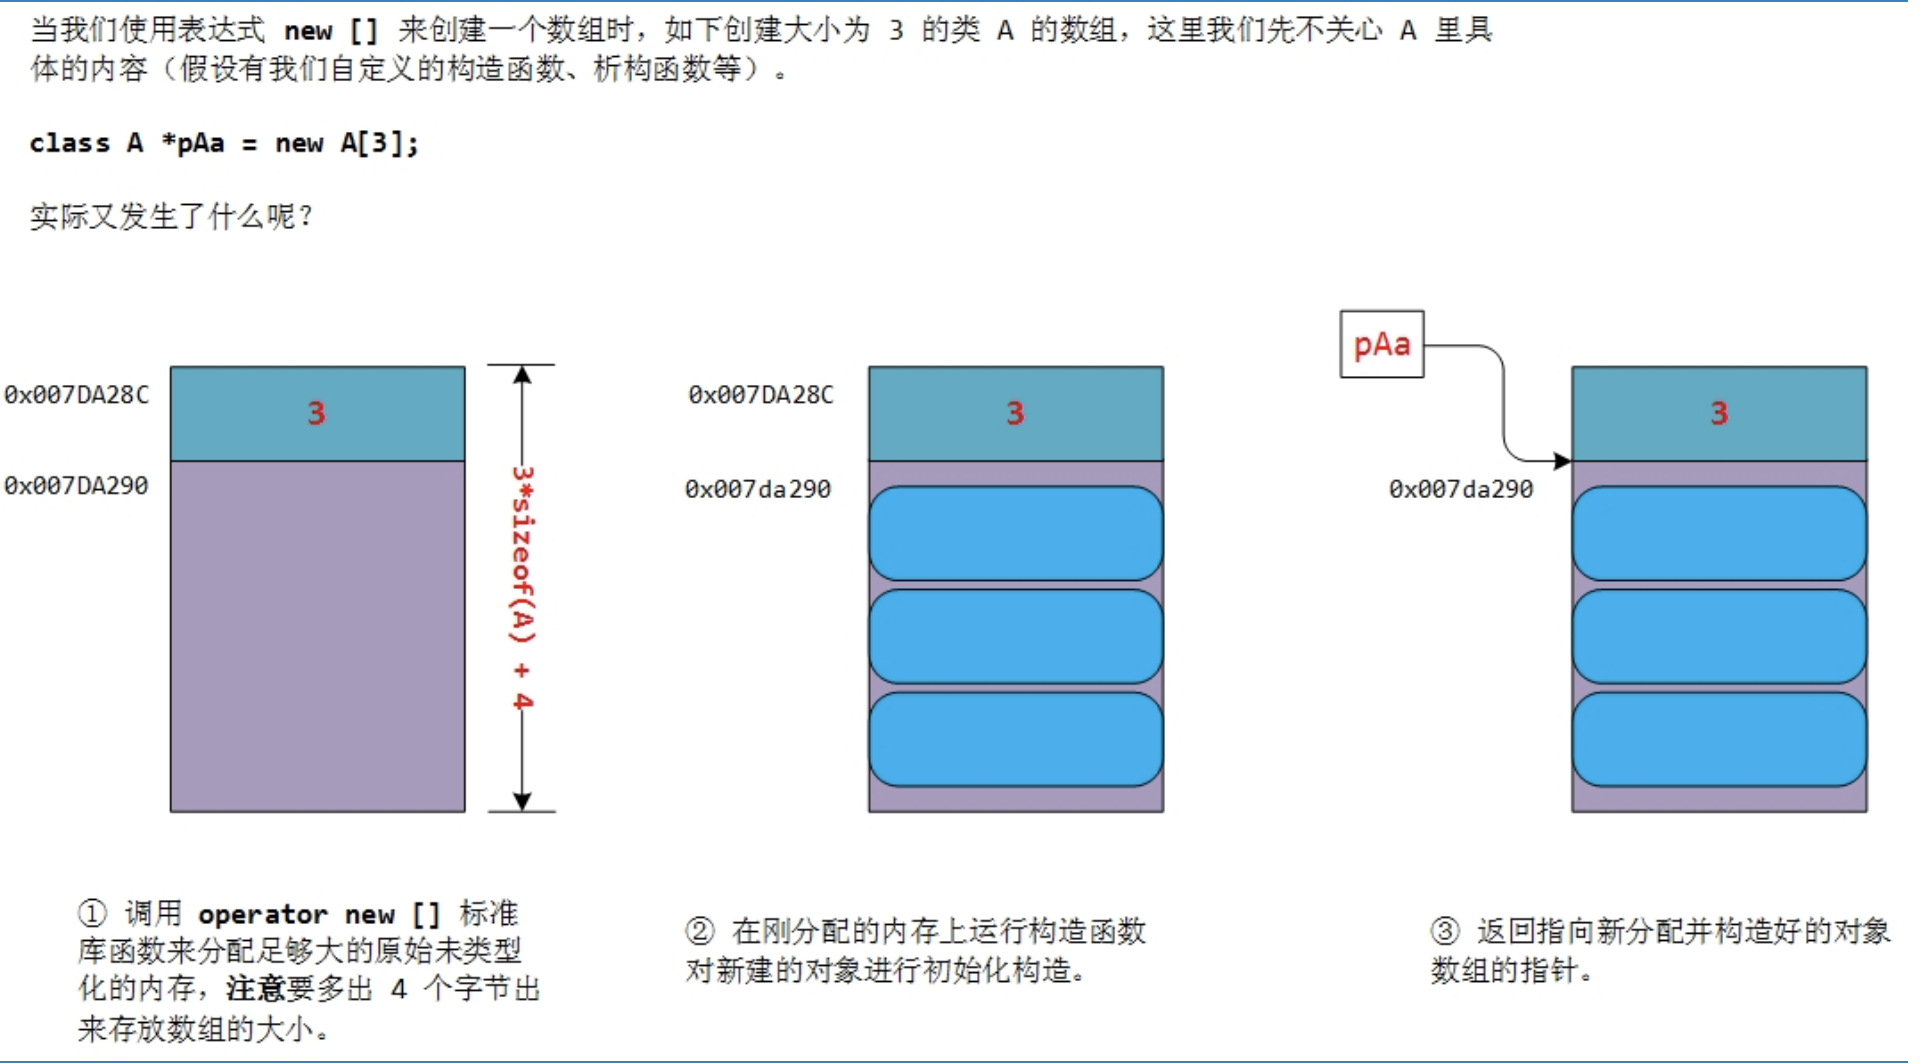 当我们使用表达式 new [] 来创建一个数组时，如下创建大小为 3 的类 A 的数组，这里我们先不关心 A 里具
体的内容（假设有我们自定义的构造函数、析构函数等）。
class A *pAa = new A[3];
实际又发生了什么呢？
0x007DA28C
3
0x007DA290
3*sizeof(A) + 4
0x007DA28C
3
0x007da290
pAa
3
0x007da290
① 调用 operator new [] 标准
库函数来分配足够大的原始未类型
化的内存，注意要多出 4 个字节出
来存放数组的大小。
② 在刚分配的内存上运行构造函数
对新建的对象进行初始化构造。
③ 返回指向新分配并构造好的对象
数组的指针。